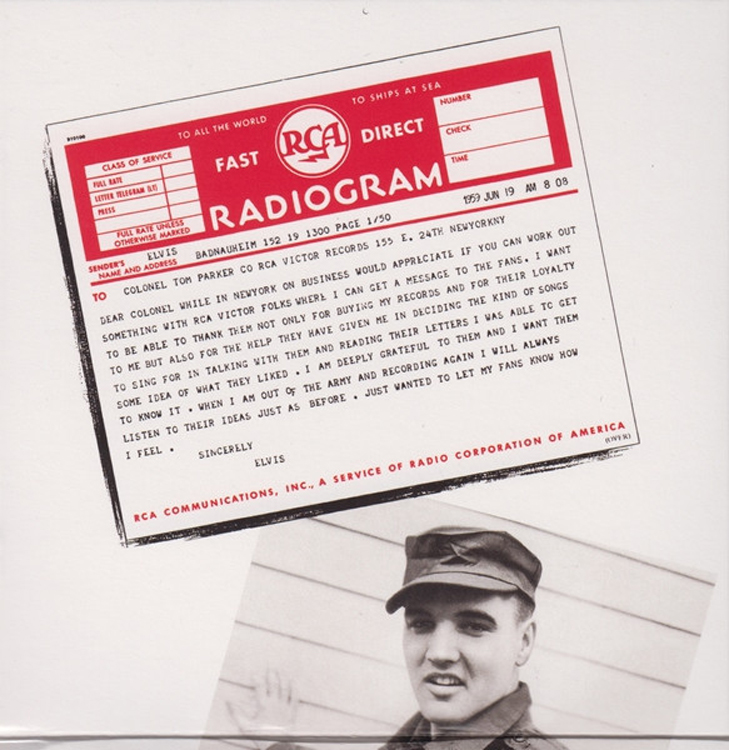 919100
TO ALL THE WORLD
TO SHIPS AT SEA
FAST RCA DIRECT
RADIOGRAM
CLASS OF SERVICE
FULL RATE
LETTER TELEGRAM (LT)
PRESS
FULL RATE UNLESS
OTHERWISE MARKED
NUMBER
CHECK
TIME
1959 JUN 19 AM 8 08
SENDER'S
NAME AND ADDRESS
ELVIS BADNAUHEIM 152 19 1300 PAGE 1/50
TO COLONEL TOM PARKER CO RCA VICTOR RECORDS 155 E. 24TH NEWYORKNY
DEAR COLONEL WHILE IN NEWYORK ON BUSINESS WOULD APPRECIATE IF YOU CAN WORK OUT
SOMETHING WITH RCA VICTOR FOLKS WHERE I CAN GET A MESSAGE TO THE FANS. I WANT
TO BE ABLE TO THANK THEM NOT ONLY FOR BUYING MY RECORDS AND FOR THEIR LOYALTY
TO ME BUT ALSO FOR THE HELP THEY HAVE GIVEN ME IN DECIDING THE KIND OF SONGS
TO SING FOR IN TALKING WITH THEM AND READING THEIR LETTERS I WAS ABLE TO GET
SOME IDEA OF WHAT THEY LIKED . I AM DEEPLY GRATEFUL TO THEM AND I WANT THEM
TO KNOW IT . WHEN I AM OUT OF THE ARMY AND RECORDING AGAIN I WILL ALWAYS
LISTEN TO THEIR IDEAS JUST AS BEFORE . JUST WANTED TO LET MY FANS KNOW HOW
I FEEL . SINCERELY
ELVIS
RCA COMMUNICATIONS, INC., A SERVICE OF RADIO CORPORATION OF AMERICA
(OVER)